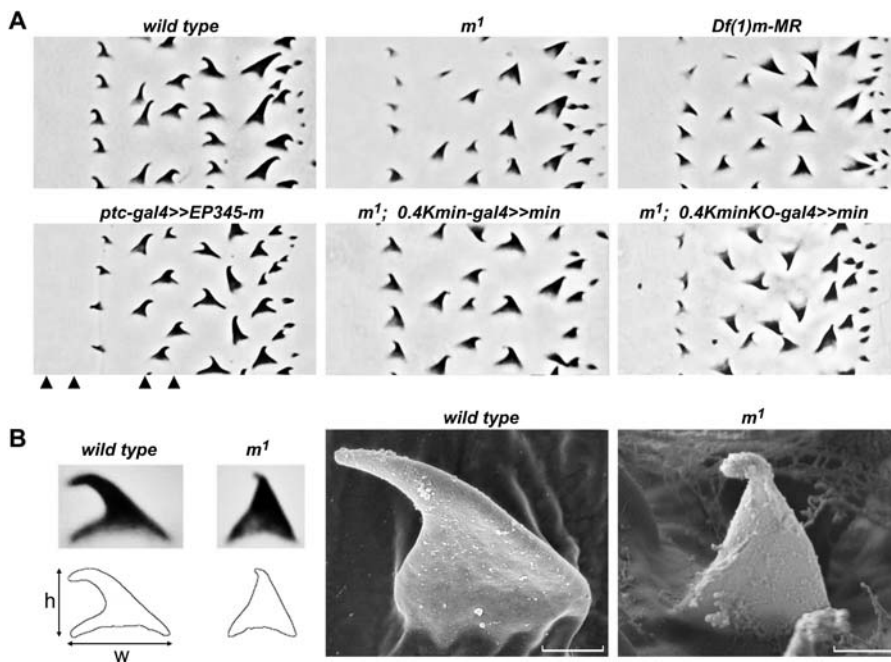 A
wild type
m1
Df(1)m-MR
ptc-gal4>>EP345-m
m1; 0.4Kmin-gal4>>min
m1; 0.4KminKO-gal4>>min
B
wild type
m1
wild type
m1
h
w